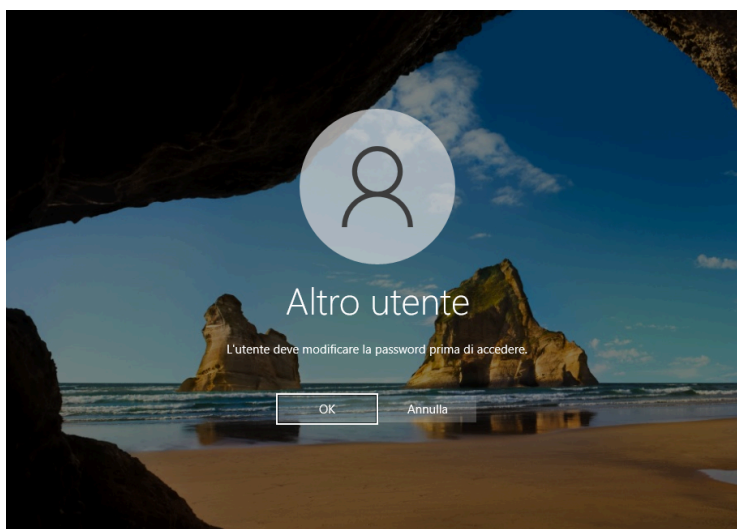 Altro utente
L'utente deve modificare la password prima di accedere.
OK
Annulla